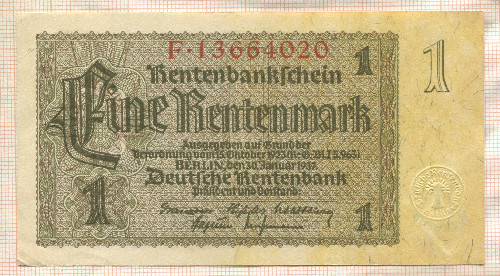 F·13664020
Rentenbankschein 1 1
Eine Rentenmark
Ausgegeben auf Grund der
Verordnung vom 15. Oktober 1923 (R-G-Bl. I S. 963)
BERLIN, den 30. Januar 1937
1 Deutsche Rentenbank
Präsident und Vorstand:
1